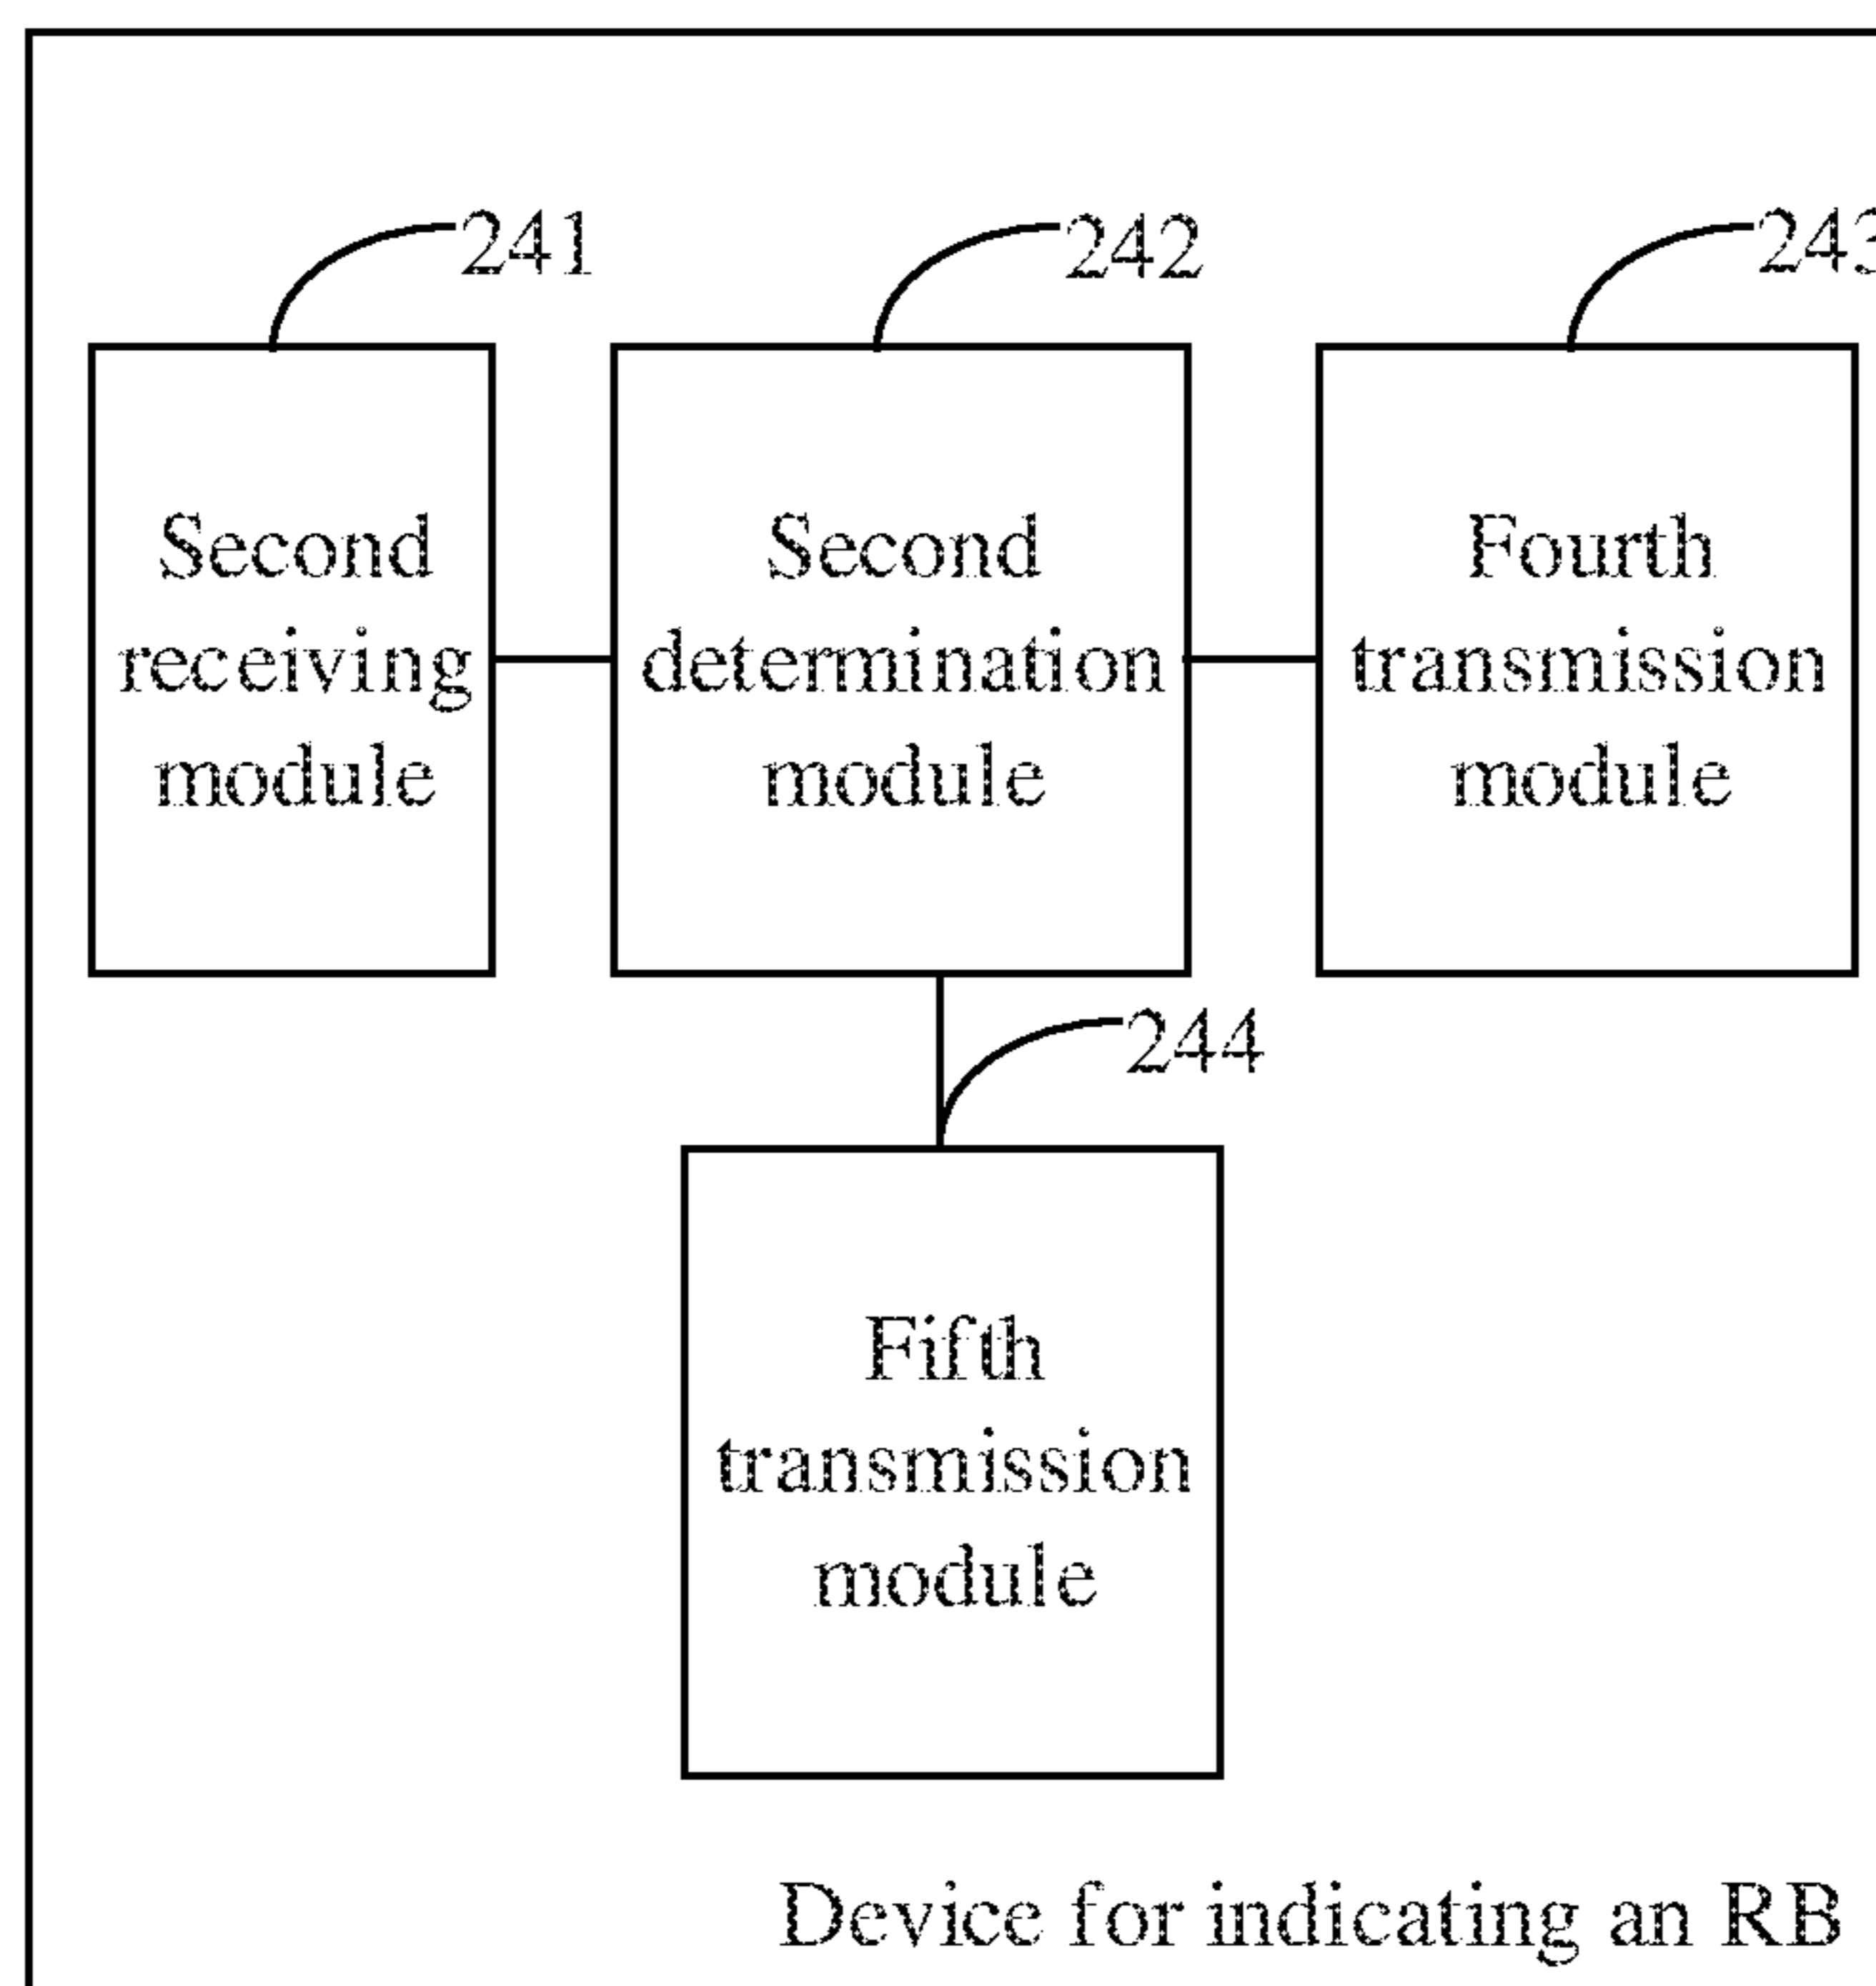 241
242
243
Second
receiving
module
Second
determination
module
Fourth
transmission
module
244
Fifth
transmission
module
Device for indicating an RB